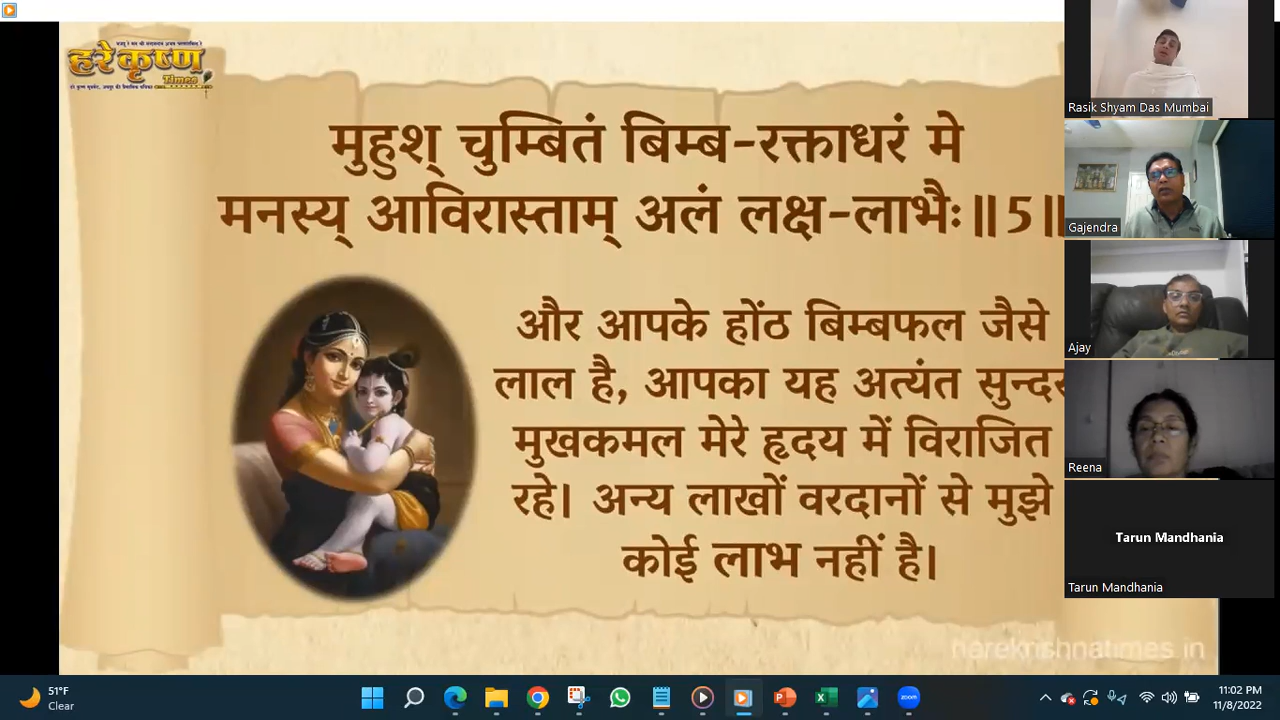 हरे कृष्ण
Times
मुहुश् चुम्बितं बिम्ब-रक्ताधरं मे
मनस्य् आविरास्ताम् अलं लक्ष-लाभैः॥5॥
और आपके होंठ बिम्बफल जैसे
लाल है, आपका यह अत्यंत सुन्दर
मुखकमल मेरे हृदय में विराजित
रहे। अन्य लाखों वरदानों से मुझे
कोई लाभ नहीं है।
harekrishnatimes.in
Rasik Shyam Das Mumbai
Gajendra
Ajay
Reena
Tarun Mandhania
Tarun Mandhania
51°F
Clear
zoom
11:02 PM
11/8/2022